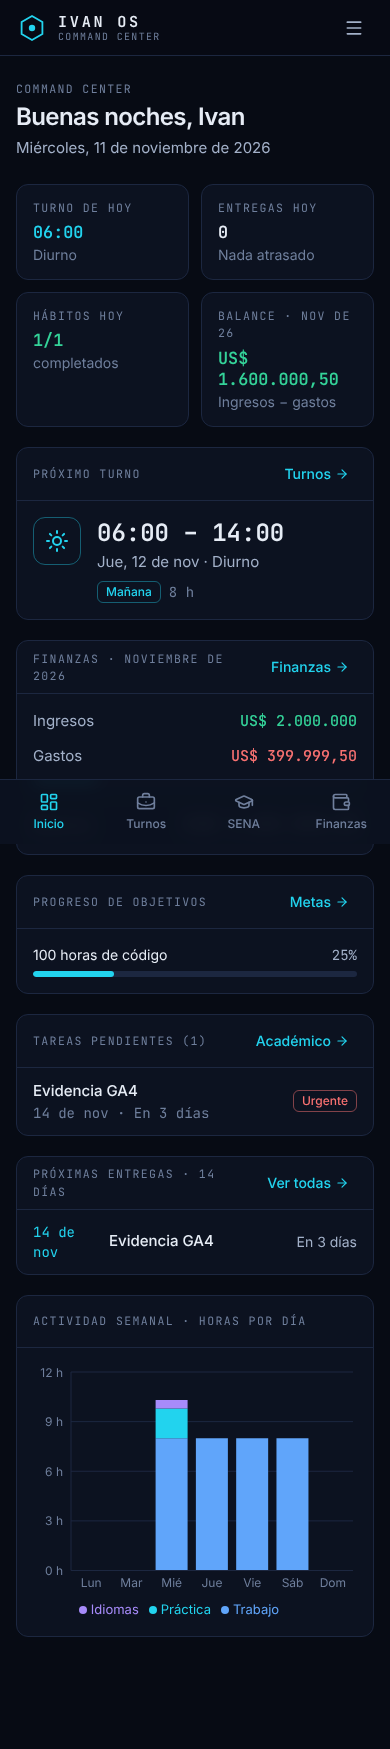 IVAN OS
COMMAND CENTER
COMMAND CENTER
Buenas noches, Ivan
Miércoles, 11 de noviembre de 2026
TURNO DE HOY
06:00
Diurno
ENTREGAS HOY
0
Nada atrasado
HÁBITOS HOY
1/1
completados
BALANCE · NOV DE
26
US$
1.600.000,50
Ingresos − gastos
PRÓXIMO TURNO
Turnos →
06:00 – 14:00
Jue, 12 de nov · Diurno
Mañana 8 h
FINANZAS · NOVIEMBRE DE
2026
Finanzas →
Ingresos US$ 2.000.000
Gastos US$ 399.999,50
Inicio Turnos SENA Finanzas
PROGRESO DE OBJETIVOS
Metas →
100 horas de código 25%
TAREAS PENDIENTES (1)
Académico →
Evidencia GA4
14 de nov · En 3 días
Urgente
PRÓXIMAS ENTREGAS · 14
DÍAS
Ver todas →
14 de
nov
Evidencia GA4
En 3 días
ACTIVIDAD SEMANAL · HORAS POR DÍA
12 h
9 h
6 h
3 h
0 h
Lun Mar Mié Jue Vie Sáb Dom
Idiomas Práctica Trabajo